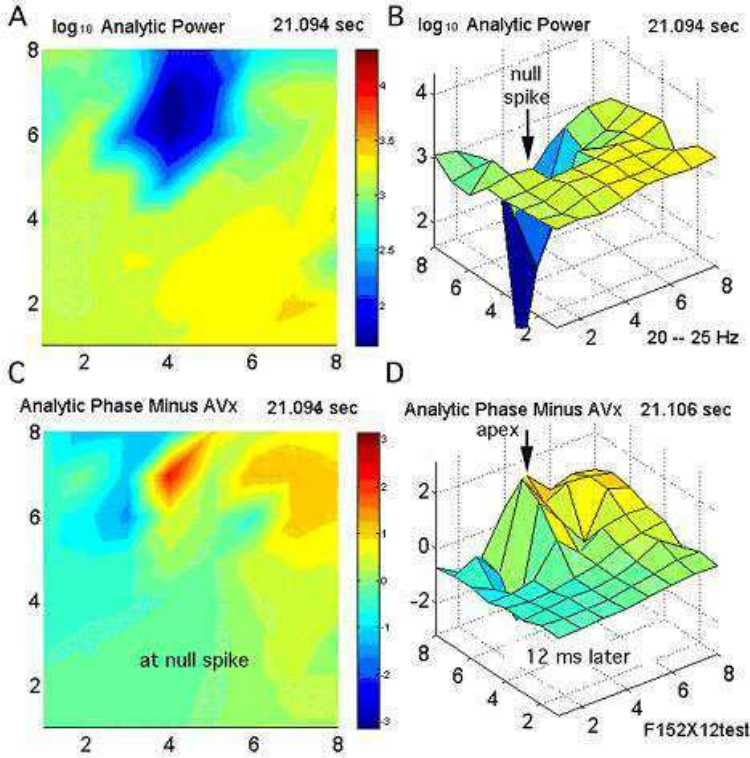 A log₁₀ Analytic Power 21.094 sec
8
6
4
2
2 4 6 8
4
3.5
3
2.5
2
B log₁₀ Analytic Power 21.094 sec
null
spike
4
3
2
8 6 4 2
2 4 6 8
20 -- 25 Hz
C
Analytic Phase Minus AVx 21.094 sec
8
6
4
2
at null spike
2 4 6 8
3
2
1
0
-1
-2
-3
D
Analytic Phase Minus AVx 21.106 sec
apex
2
0
-2
8 6 4 2
2 4 6 8
12 ms later
F152X12test